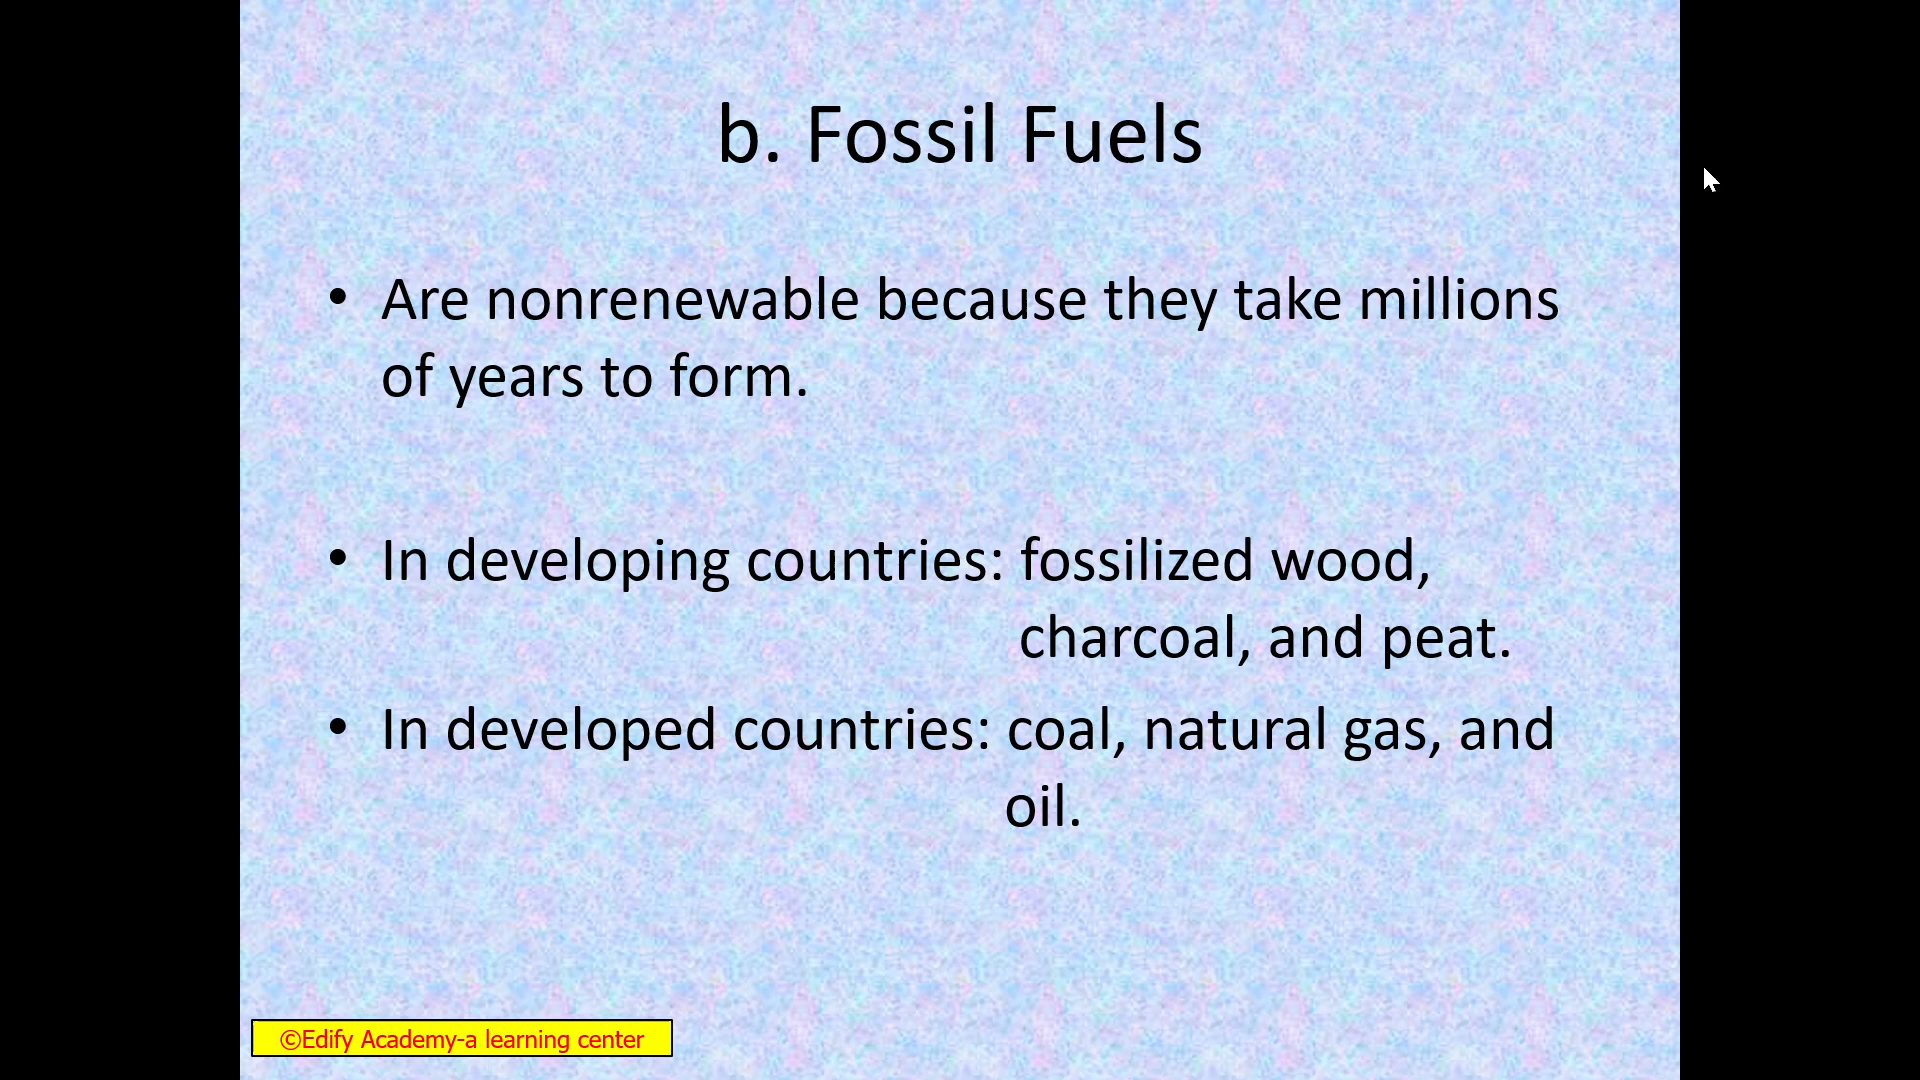 b. Fossil Fuels
• Are nonrenewable because they take millions
of years to form.
• In developing countries: fossilized wood,
charcoal, and peat.
• In developed countries: coal, natural gas, and
oil.
©Edify Academy-a learning center